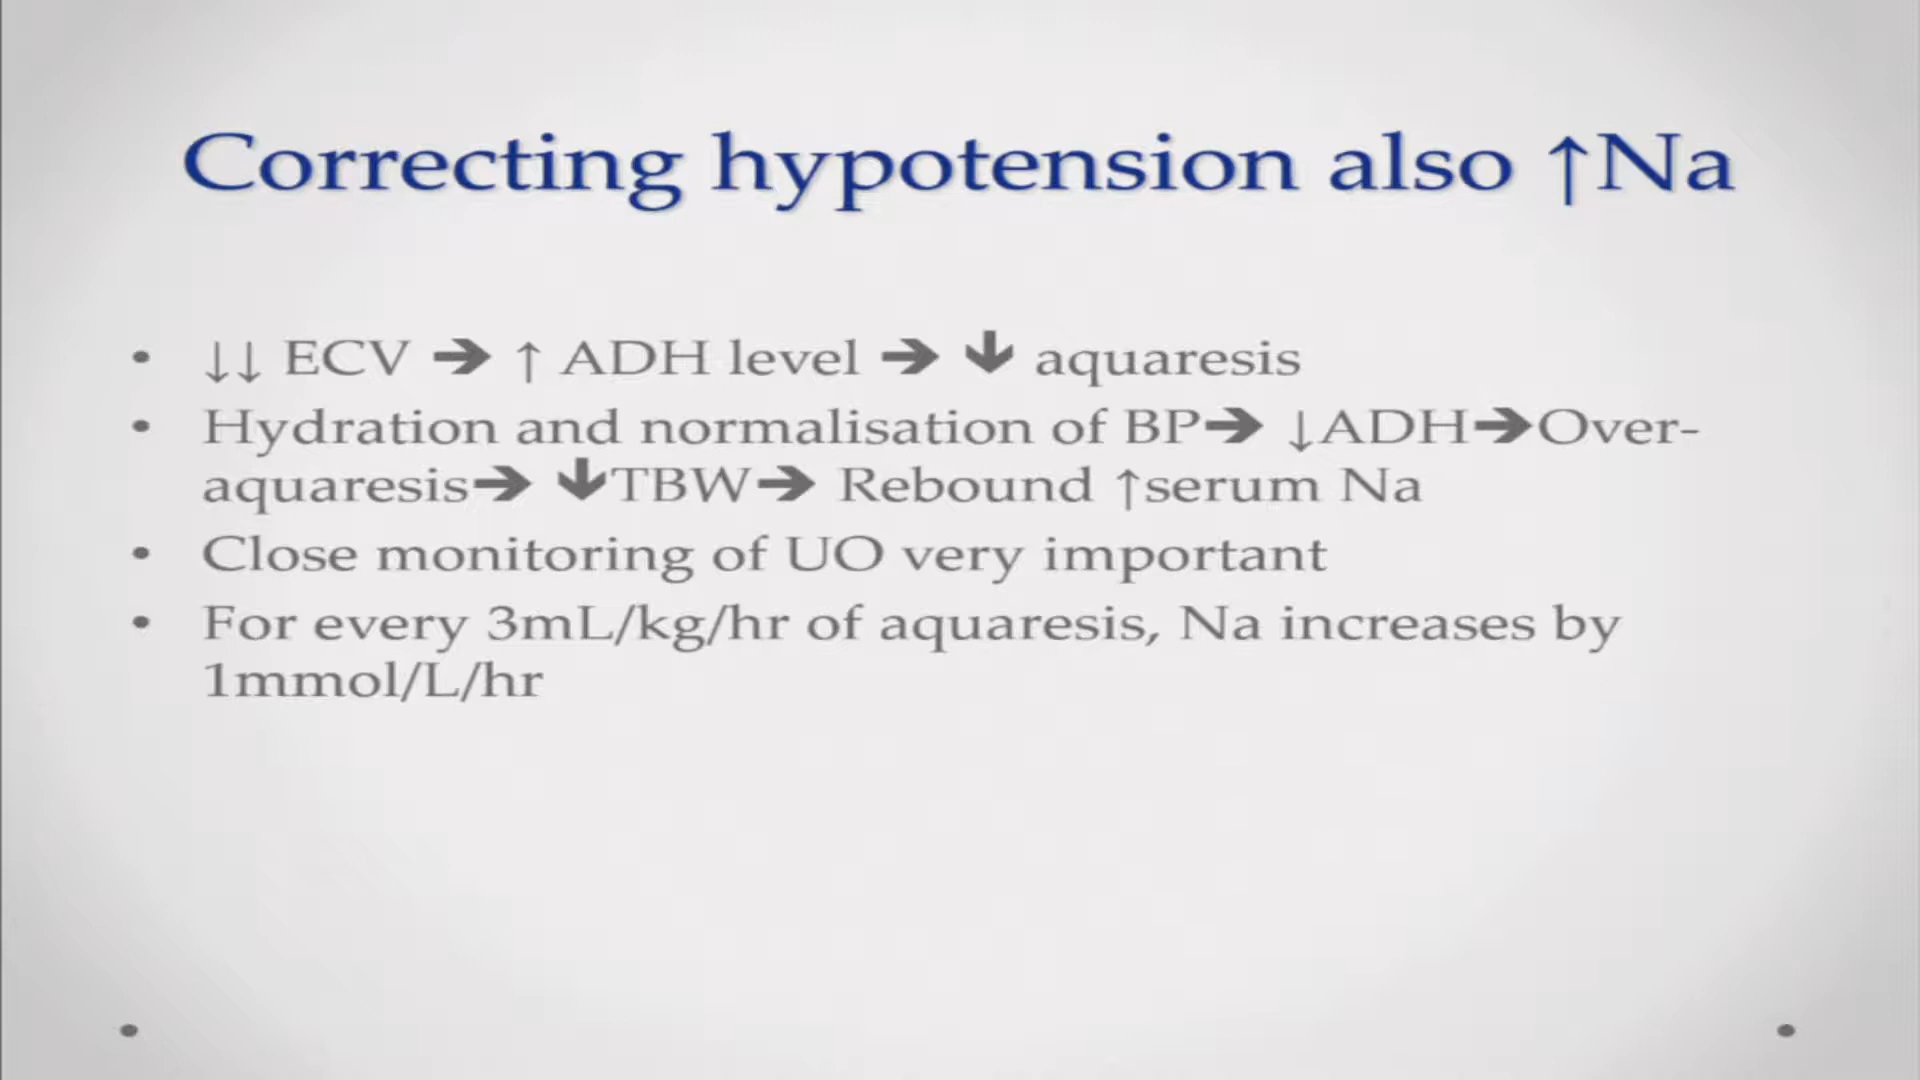 Correcting hypotension also ↑Na
• ↓↓ ECV ➔ ↑ ADH level ➔ 🡫 aquaresis
• Hydration and normalisation of BP➔ ↓ADH➔Over-
aquaresis➔ 🡫TBW➔ Rebound ↑serum Na
• Close monitoring of UO very important
• For every 3mL/kg/hr of aquaresis, Na increases by
1mmol/L/hr